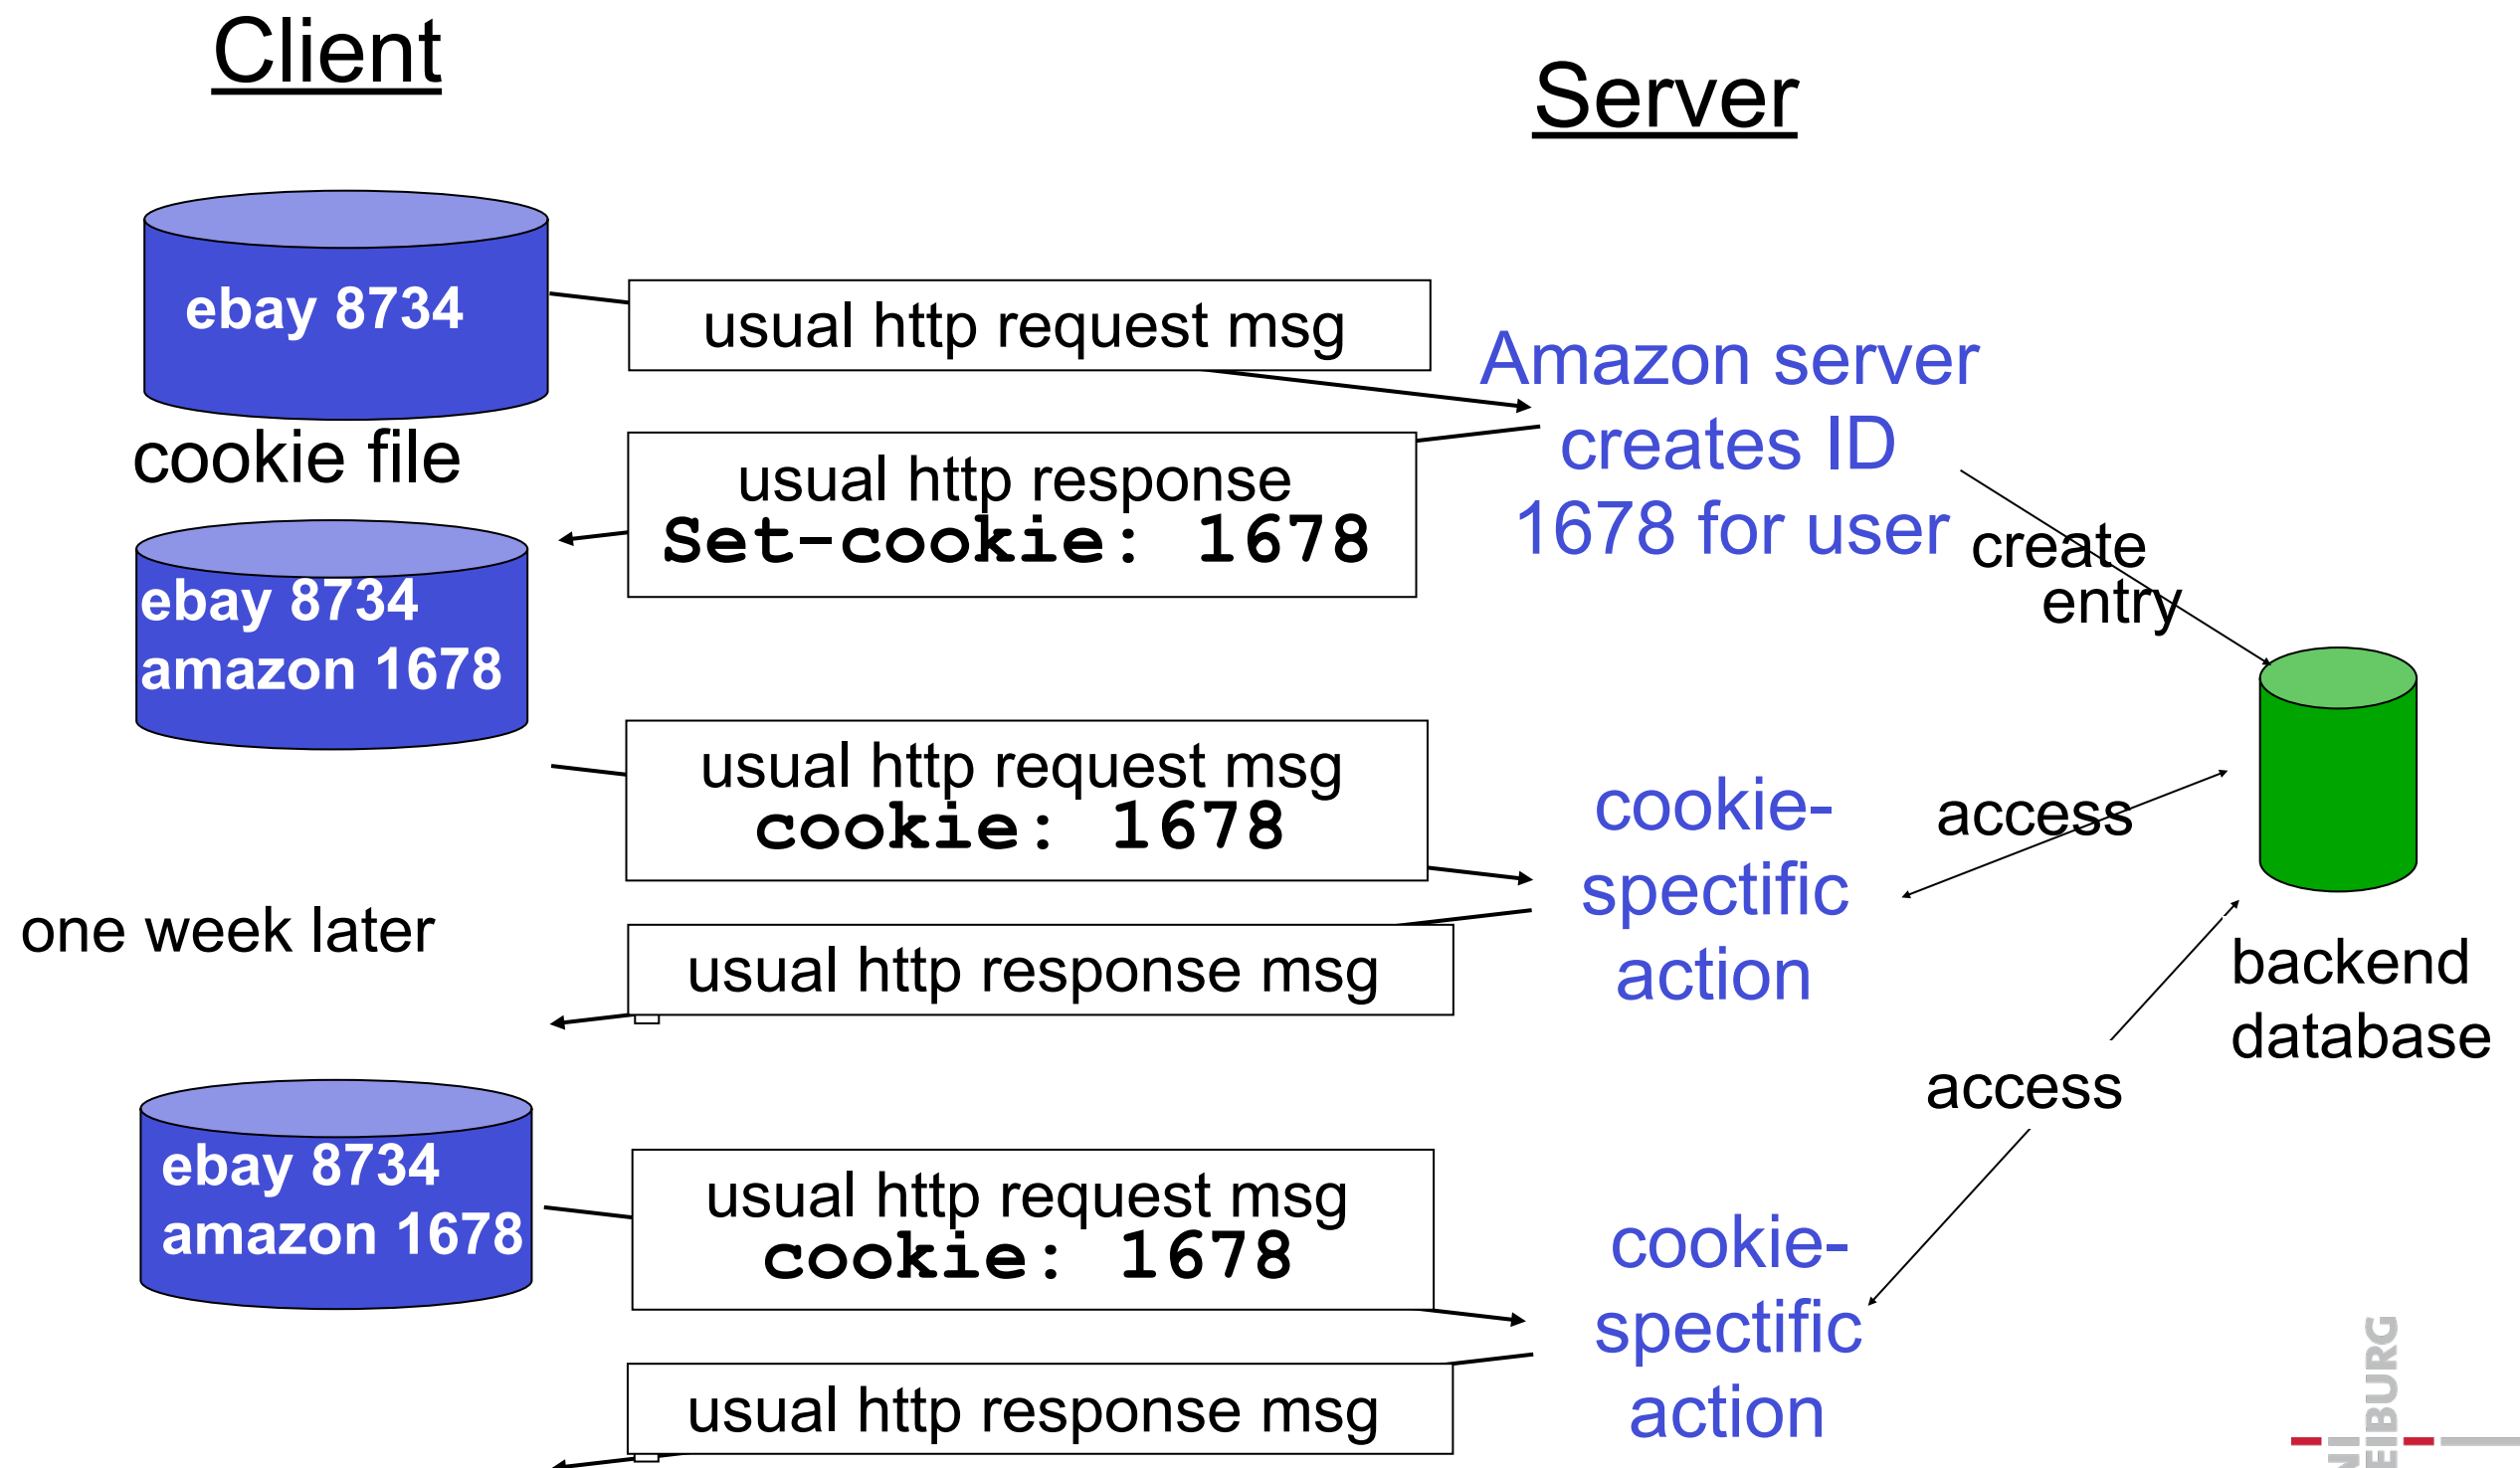 Client
Server
ebay 8734
usual http request msg
Amazon server
creates ID
1678 for user
cookie file
usual http response
Set-cookie: 1678
create
entry
ebay 8734
amazon 1678
usual http request msg
cookie: 1678
cookie-
spectific
action
access
one week later
usual http response msg
backend
database
access
ebay 8734
amazon 1678
usual http request msg
cookie: 1678
cookie-
spectific
action
usual http response msg